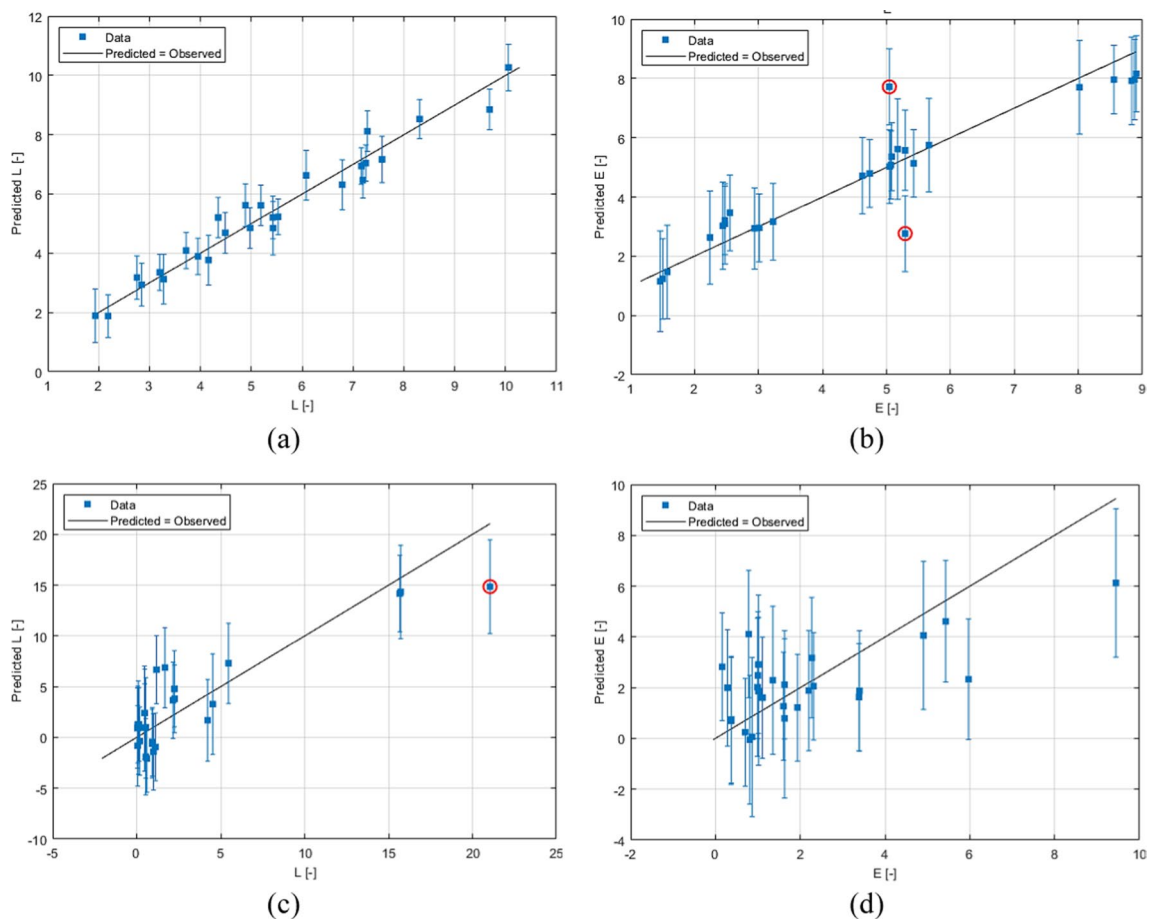 12
10
8
6
4
2
0
Predicted L [-]
Data
Predicted = Observed
1 2 3 4 5 6 7 8 9 10 11
L [-]
(a)
10
8
6
4
2
0
-2
Predicted E [-]
Data
Predicted = Observed
1 2 3 4 5 6 7 8 9
E [-]
(b)
25
20
15
10
5
0
-5
-10
Predicted L [-]
Data
Predicted = Observed
-5 0 5 10 15 20 25
L [-]
(c)
10
8
6
4
2
0
-2
-4
Predicted E [-]
Data
Predicted = Observed
-2 0 2 4 6 8 10
E [-]
(d)